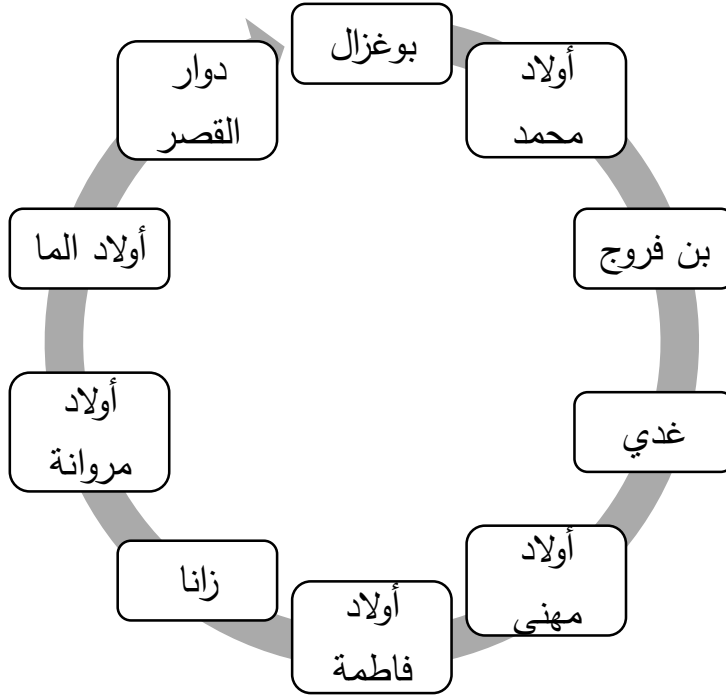 بوغزال
أولاد
محمد
بن فروج
غدي
أولاد
مهني
أولاد
فاطمة
زانا
أولاد
مروانة
أولاد الما
دوار
القصر